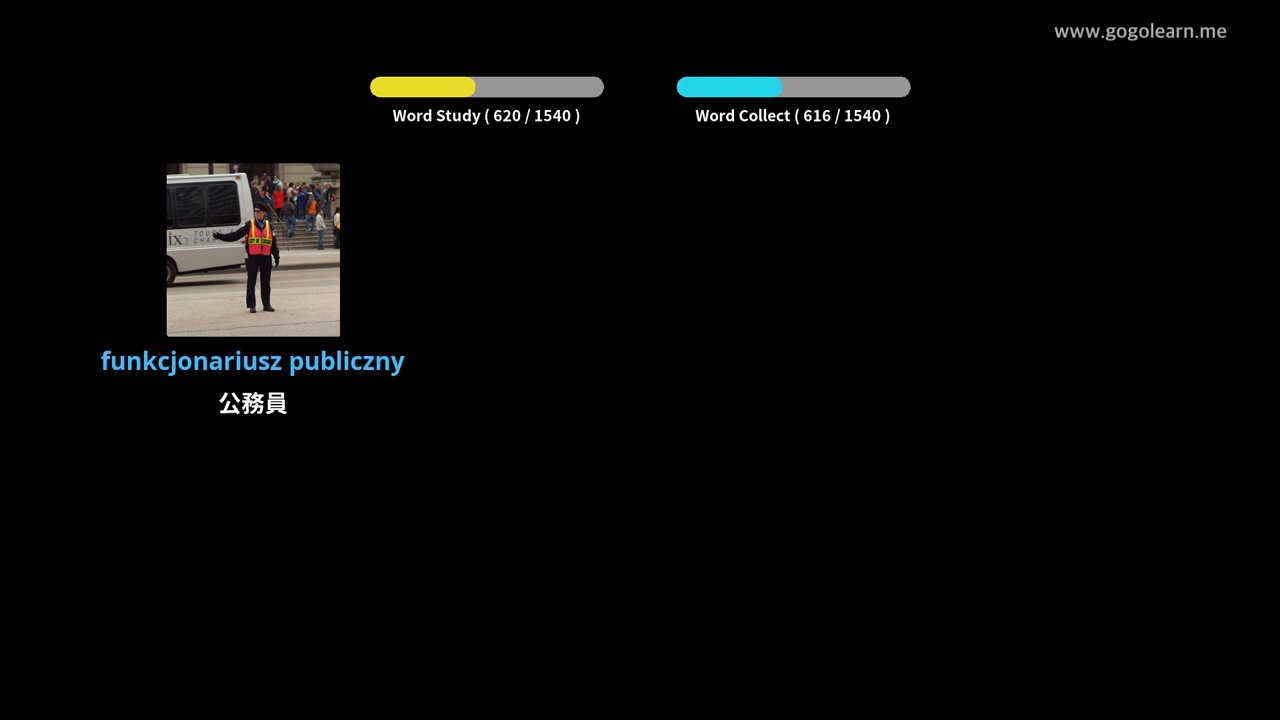 www.gogolearn.me
Word Study ( 620 / 1540 )
Word Collect ( 616 / 1540 )
funkcjonariusz publiczny
公務員